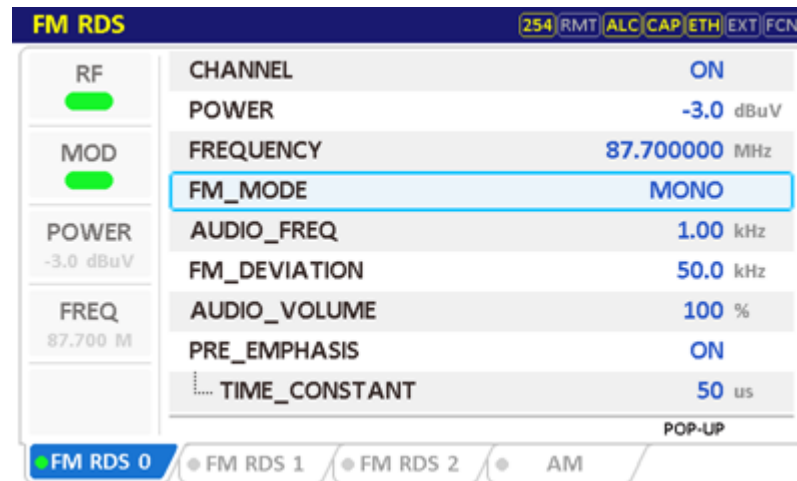 FM RDS 254 RMT ALC CAP ETH EXT FCN
RF
MOD
POWER
-3.0 dBuV
FREQ
87.700 M
CHANNEL ON
POWER -3.0 dBuV
FREQUENCY 87.700000 MHz
FM_MODE MONO
AUDIO_FREQ 1.00 kHz
FM_DEVIATION 50.0 kHz
AUDIO_VOLUME 100 %
PRE_EMPHASIS ON
TIME_CONSTANT 50 us
POP-UP
FM RDS 0 FM RDS 1 FM RDS 2 AM